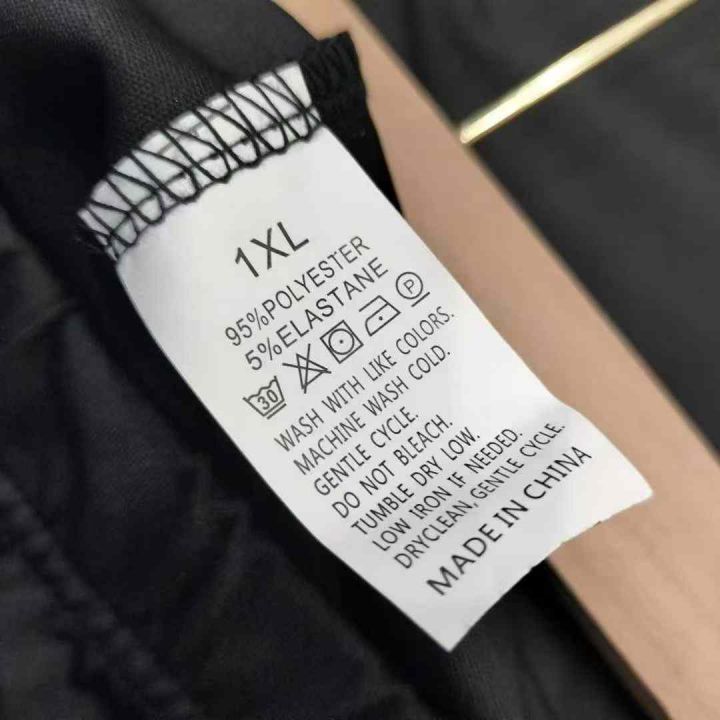 1XL
95%POLYESTER
5%ELASTANE
30 P
WASH WITH LIKE COLORS.
MACHINE WASH COLD.
GENTLE CYCLE.
DO NOT BLEACH.
TUMBLE DRY LOW.
LOW IRON IF NEEDED.
DRYCLEAN, GENTLE CYCLE.
MADE IN CHINA